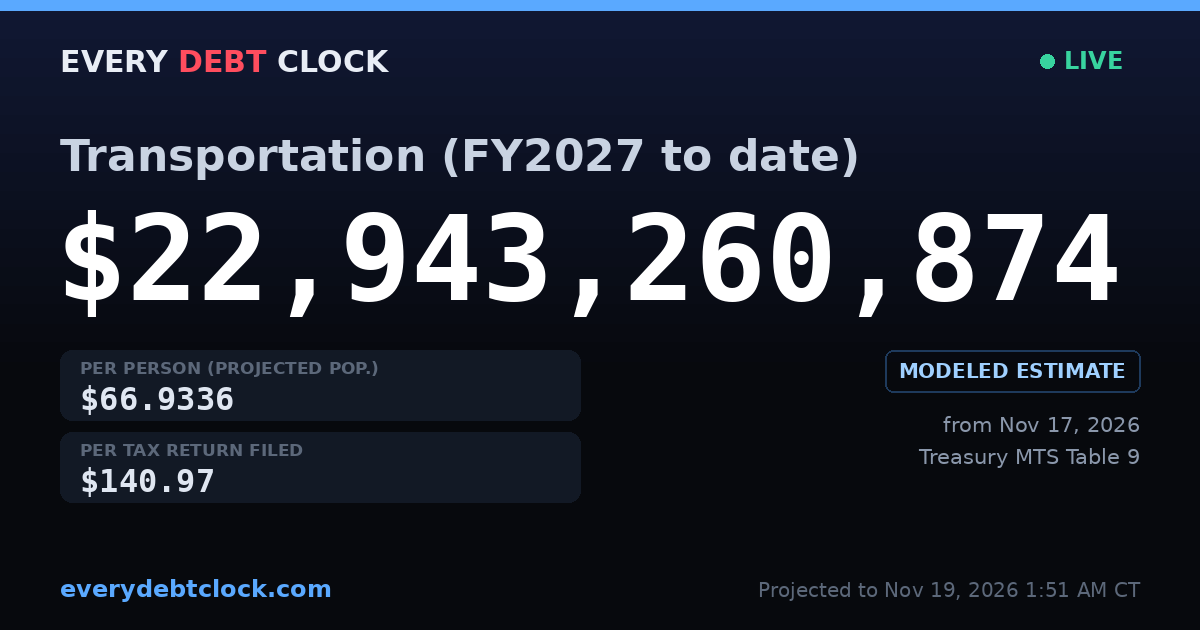 EVERY DEBT CLOCK
LIVE
Transportation (FY2027 to date)
$22,943,260,874
PER PERSON (PROJECTED POP.)
$66.9336
PER TAX RETURN FILED
$140.97
MODELED ESTIMATE
from Nov 17, 2026
Treasury MTS Table 9
everydebtclock.com
Projected to Nov 19, 2026 1:51 AM CT